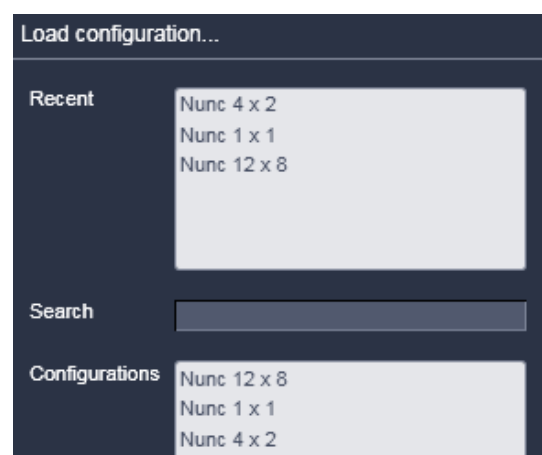 Load configuration...
Recent
Nunc 4 x 2
Nunc 1 x 1
Nunc 12 x 8
Search
Configurations
Nunc 12 x 8
Nunc 1 x 1
Nunc 4 x 2